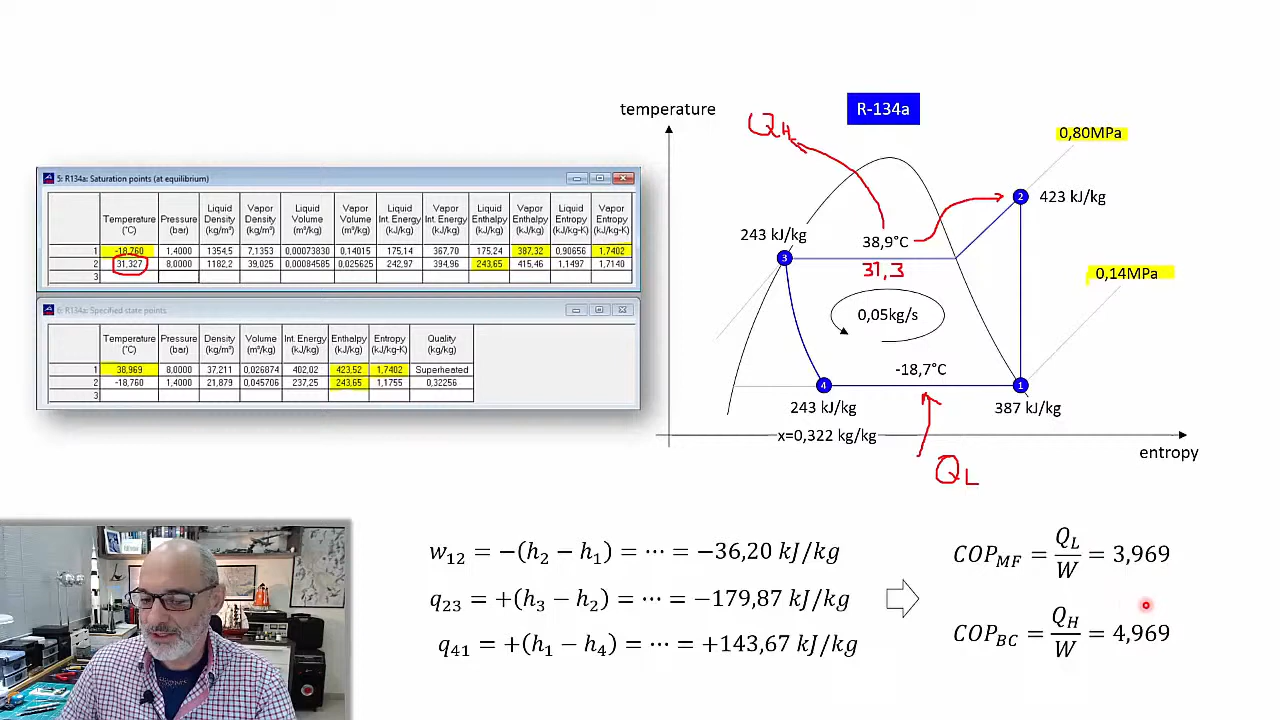 R-134a
temperature
Q_H
0,80MPa
5: R134a: Saturation points (at equilibrium)
Temperature (°C) Pressure (bar) Liquid Density (kg/m³) Vapor Density (kg/m³) Liquid Volume (m³/kg) Vapor Volume (m³/kg) Liquid Int. Energy (kJ/kg) Vapor Int. Energy (kJ/kg) Liquid Enthalpy (kJ/kg) Vapor Enthalpy (kJ/kg) Liquid Entropy (kJ/kg-K) Vapor Entropy (kJ/kg-K)
1 -18,760 1,4000 1354,5 7,1353 0,00073830 0,14015 175,14 367,70 175,24 387,32 0,90656 1,7402
2 31,327 8,0000 1182,2 39,025 0,00084585 0,025625 242,97 394,96 243,65 415,46 1,1497 1,7140
3
6: R134a: Specified state points
Temperature (°C) Pressure (bar) Density (kg/m³) Volume (m³/kg) Int. Energy (kJ/kg) Enthalpy (kJ/kg) Entropy (kJ/kg-K) Quality (kg/kg)
1 38,969 8,0000 37,211 0,026874 402,02 423,52 1,7402 Superheated
2 -18,760 1,4000 21,879 0,045706 237,25 243,65 1,1755 0,32256
3
2 423 kJ/kg
243 kJ/kg
38,9°C
3
31,3
0,14MPa
0,05kg/s
-18,7°C
4
1
243 kJ/kg
387 kJ/kg
x=0,322 kg/kg
entropy
Q_L
w₁₂ = −(h₂ − h₁) = ⋯ = −36,20 kJ/kg
q₂₃ = +(h₃ − h₂) = ⋯ = −179,87 kJ/kg
q₄₁ = +(h₁ − h₄) = ⋯ = +143,67 kJ/kg
COP_MF = Q_L/W = 3,969
COP_BC = Q_H/W = 4,969